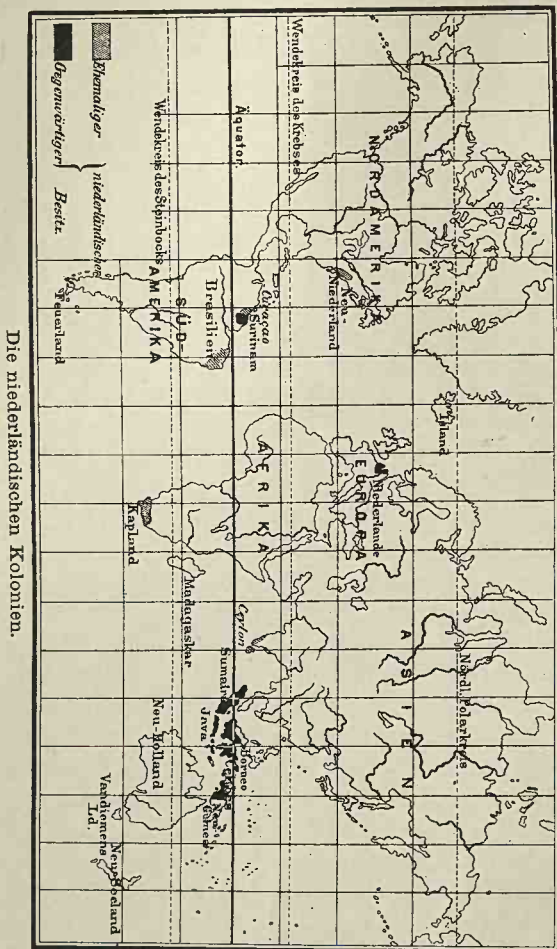 NORDAMERIKA
Island
Nördl. Polarkreis
ASIEN
EUROPA
Niederlande
Neu-
Niederland
Wendekreis des Krebses
Curaçao
Surinam
AFRIKA
Ceylon
Äquator.
Sumatra
Borneo
Celebes
Java
Neu-
Guinea
Bresilien
SÜD-
AMERIKA
Madagaskar
Wendekreis des Steinbocks
Kapland
Neu-Holland
Vandiemens
Ld.
Neu-Seeland
Feuerland
Ehemaliger
Gegenwärtiger
niederländischer
Besitz.
Die niederländischen Kolonien.